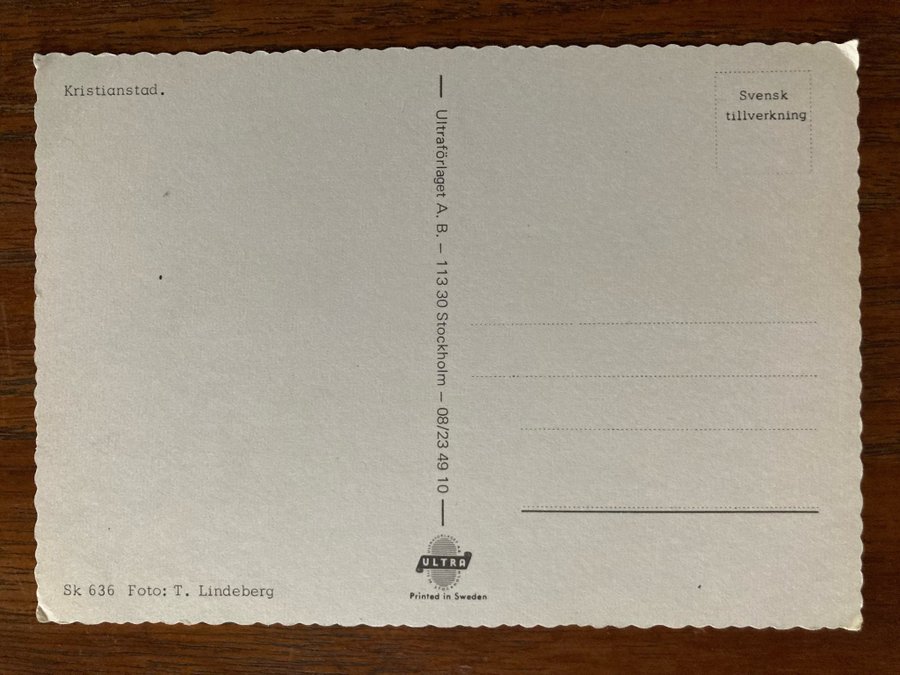 Kristianstad.
Svensk
tillverkning
Ultraförlaget A. B. – 113 30 Stockholm – 08/23 49 10
ULTRA
Printed in Sweden
Sk 636 Foto: T. Lindeberg